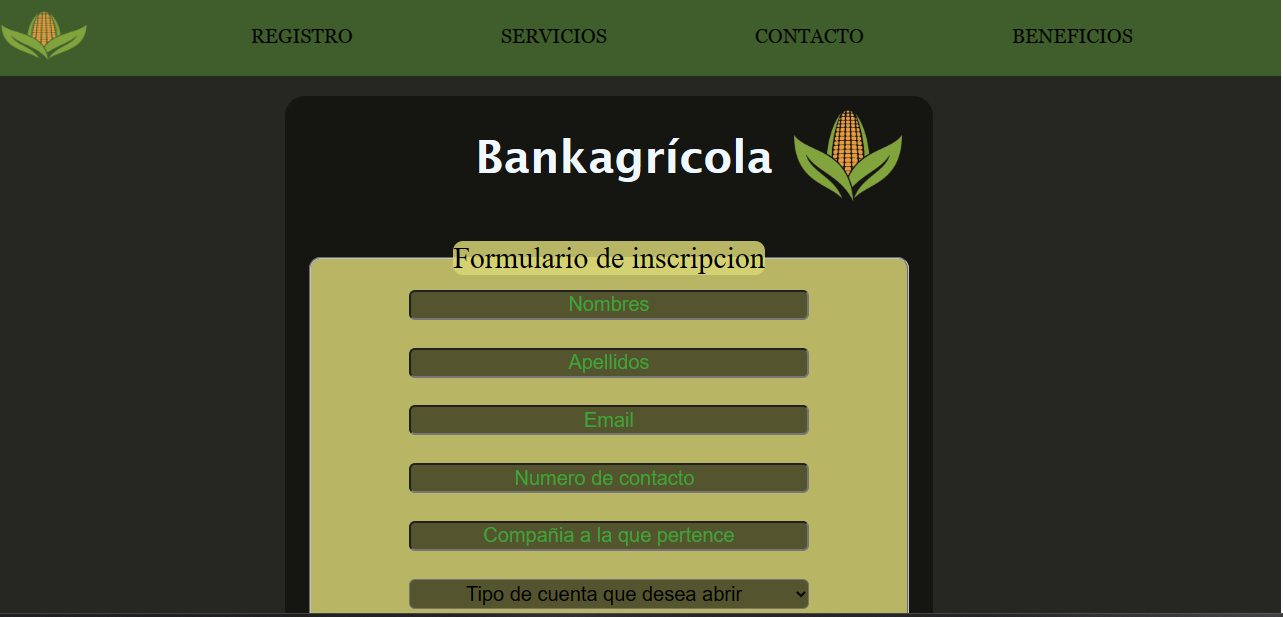 REGISTRO SERVICIOS CONTACTO BENEFICIOS
Bankagrícola
Formulario de inscripcion
Nombres
Apellidos
Email
Numero de contacto
Compañia a la que pertence
Tipo de cuenta que desea abrir